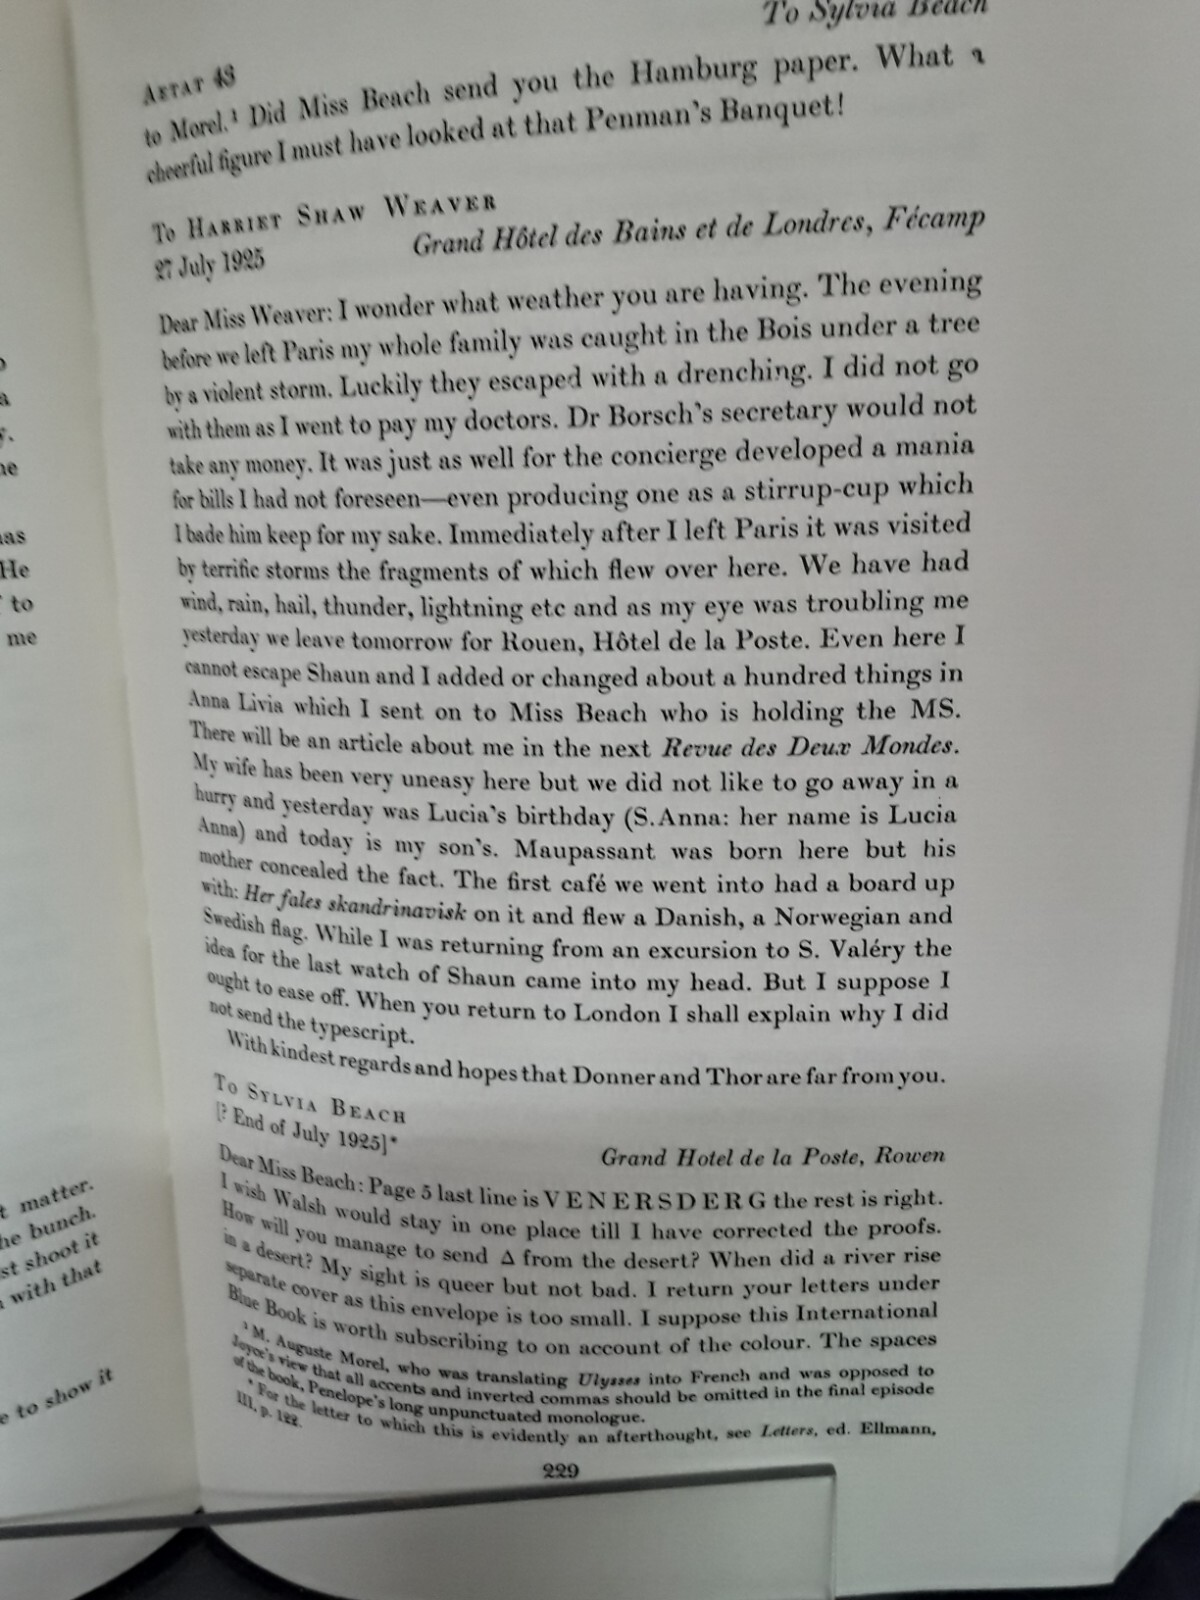 To Sylvia Beach
AETAT 43
to Morel.¹ Did Miss Beach send you the Hamburg paper. What a
cheerful figure I must have looked at that Penman's Banquet!
To HARRIET SHAW WEAVER
27 July 1925
Grand Hôtel des Bains et de Londres, Fécamp
Dear Miss Weaver: I wonder what weather you are having. The evening
before we left Paris my whole family was caught in the Bois under a tree
by a violent storm. Luckily they escaped with a drenching. I did not go
with them as I went to pay my doctors. Dr Borsch's secretary would not
take any money. It was just as well for the concierge developed a mania
for bills I had not foreseen—even producing one as a stirrup-cup which
I bade him keep for my sake. Immediately after I left Paris it was visited
by terrific storms the fragments of which flew over here. We have had
wind, rain, hail, thunder, lightning etc and as my eye was troubling me
yesterday we leave tomorrow for Rouen, Hôtel de la Poste. Even here I
cannot escape Shaun and I added or changed about a hundred things in
Anna Livia which I sent on to Miss Beach who is holding the MS.
There will be an article about me in the next Revue des Deux Mondes.
My wife has been very uneasy here but we did not like to go away in a
hurry and yesterday was Lucia's birthday (S.Anna: her name is Lucia
Anna) and today is my son's. Maupassant was born here but his
mother concealed the fact. The first café we went into had a board up
with: Her fales skandrinavisk on it and flew a Danish, a Norwegian and
Swedish flag. While I was returning from an excursion to S. Valéry the
idea for the last watch of Shaun came into my head. But I suppose I
ought to ease off. When you return to London I shall explain why I did
not send the typescript.
With kindest regards and hopes that Donner and Thor are far from you.
To SYLVIA BEACH
[? End of July 1925]*
Grand Hotel de la Poste, Rowen
Dear Miss Beach: Page 5 last line is VENERSDERG the rest is right.
I wish Walsh would stay in one place till I have corrected the proofs.
How will you manage to send Δ from the desert? When did a river rise
in a desert? My sight is queer but not bad. I return your letters under
separate cover as this envelope is too small. I suppose this International
Blue Book is worth subscribing to on account of the colour. The spaces
¹ M. Auguste Morel, who was translating Ulysses into French and was opposed to
Joyce's view that all accents and inverted commas should be omitted in the final episode
of the book, Penelope's long unpunctuated monologue.
* For the letter to which this is evidently an afterthought, see Letters, ed. Ellmann,
III, p. 122.
229
a
he
as
He
to
me
t matter.
he bunch.
st shoot it
with that
e to show it